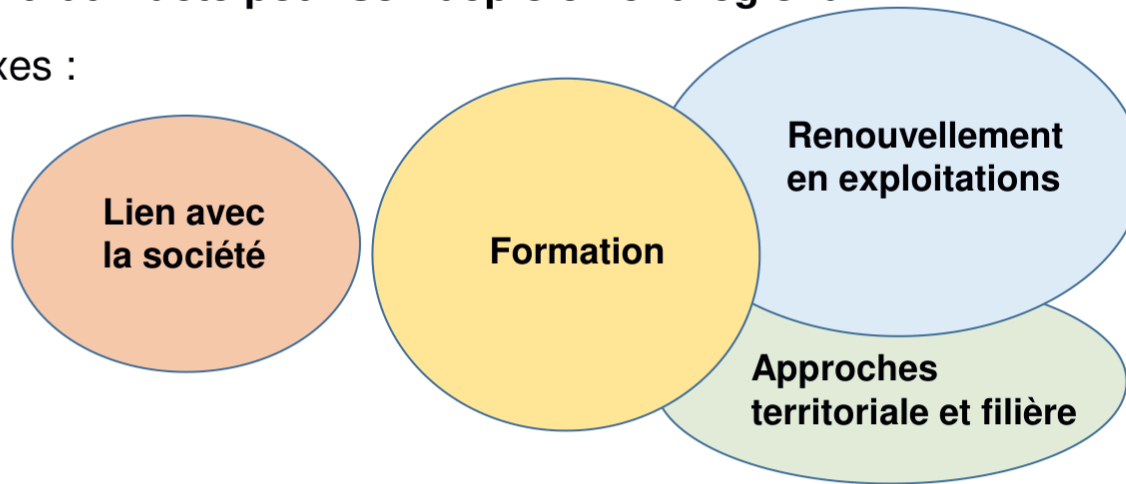 xes :
Lien avec
la société
Formation
Renouvellement
en exploitations
Approches
territoriale et filière